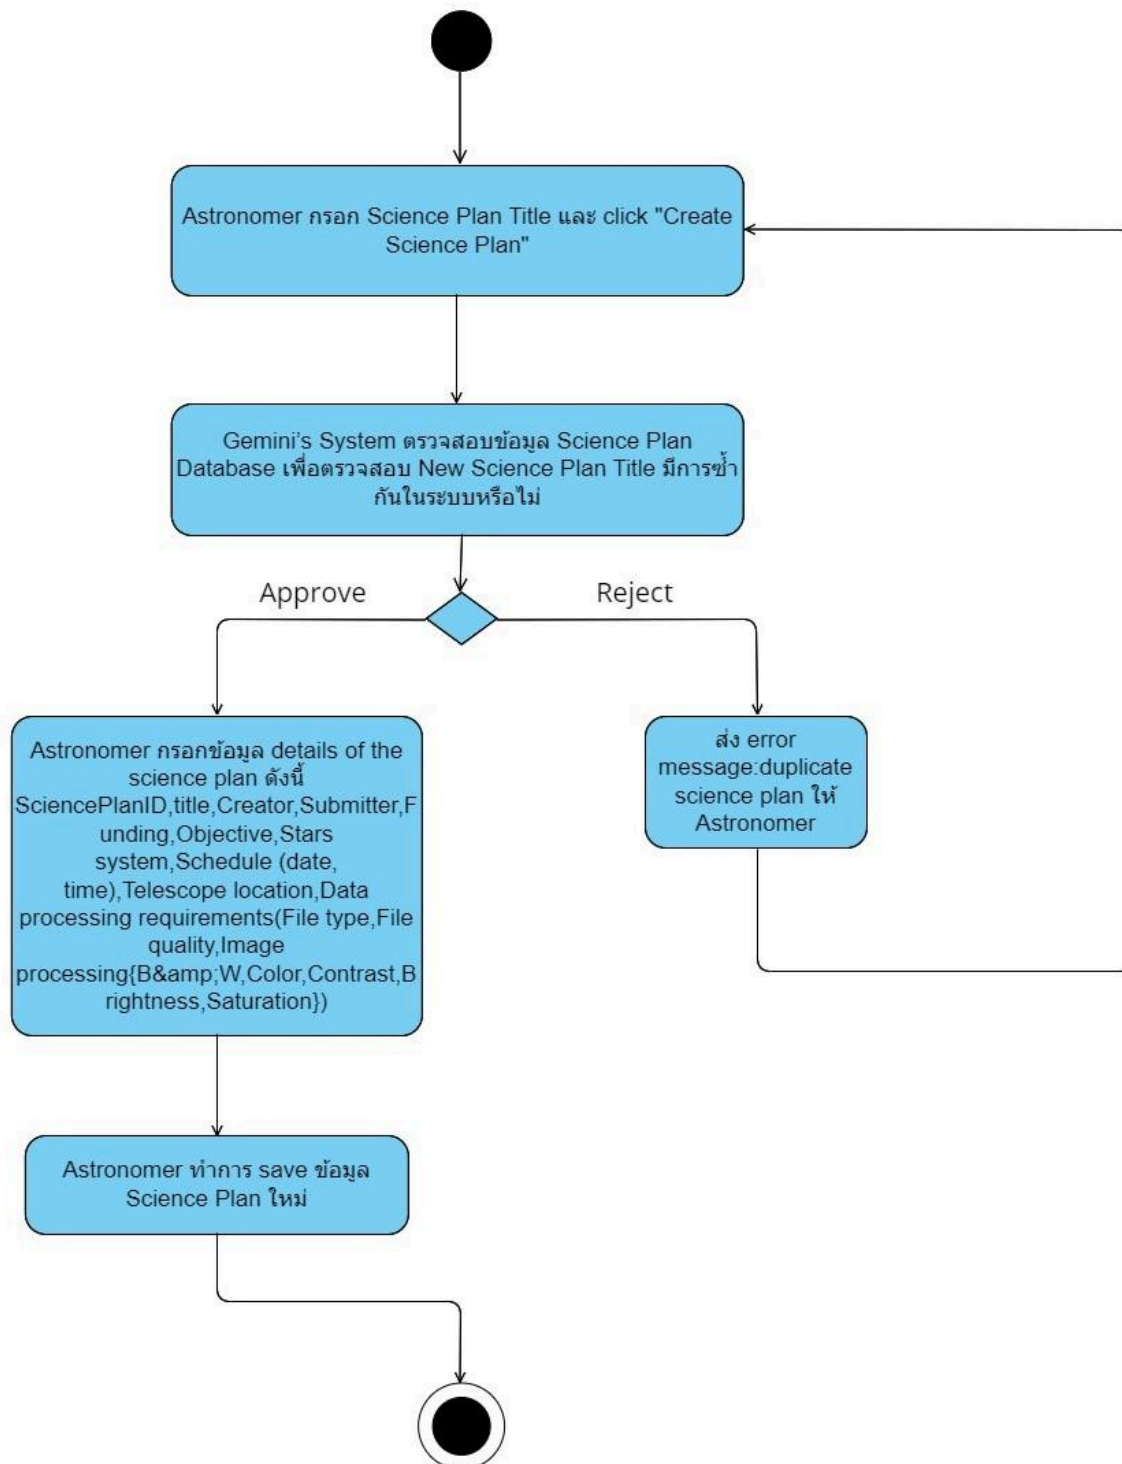 Astronomer กรอก Science Plan Title และ click "Create
Science Plan"
Gemini's System ตรวจสอบข้อมูล Science Plan
Database เพื่อตรวจสอบ New Science Plan Title มีการซ้ำ
กันในระบบหรือไม่
Approve
Reject
Astronomer กรอกข้อมูล details of the
science plan ดังนี้
SciencePlanID,title,Creator,Submitter,F
unding,Objective,Stars
system,Schedule (date,
time),Telescope location,Data
processing requirements(File type,File
quality,Image
processing{B&amp;W,Color,Contrast,B
rightness,Saturation})
ส่ง error
message:duplicate
science plan ให้
Astronomer
Astronomer ทำการ save ข้อมูล
Science Plan ใหม่